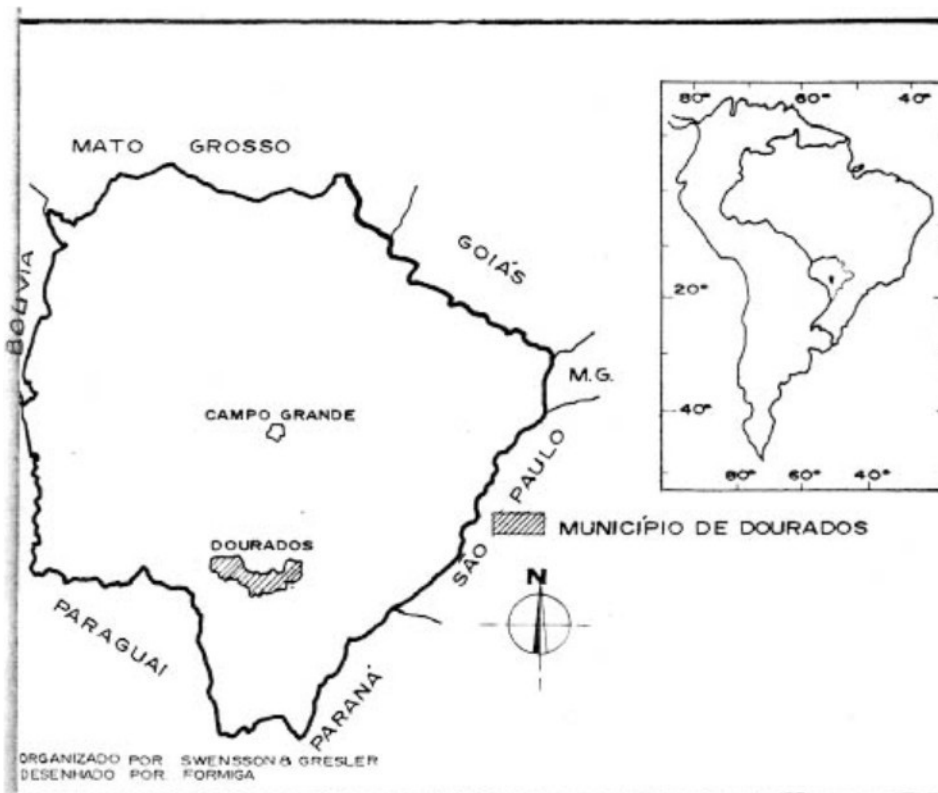 MATO GROSSO
GOIÁS
BOLÍVIA
M.G.
CAMPO GRANDE
SÃO PAULO
MUNICÍPIO DE DOURADOS
DOURADOS
N
PARAGUAI
PARANÁ
ORGANIZADO POR SWENSSON & GRESLER
DESENHADO POR FORMIGA
80° 60° 40°
20°
40°
80° 60° 40°